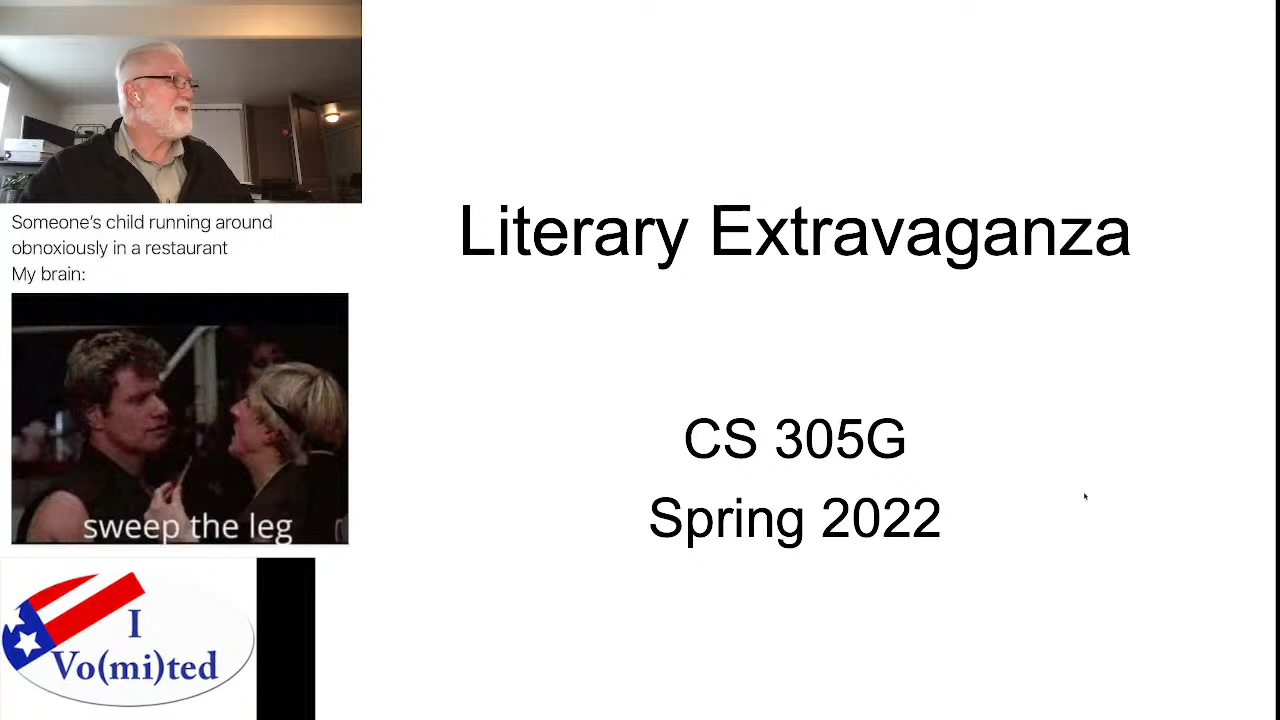 Someone's child running around
obnoxiously in a restaurant
My brain:
sweep the leg
I
Vo(mi)ted
Literary Extravaganza
CS 305G
Spring 2022